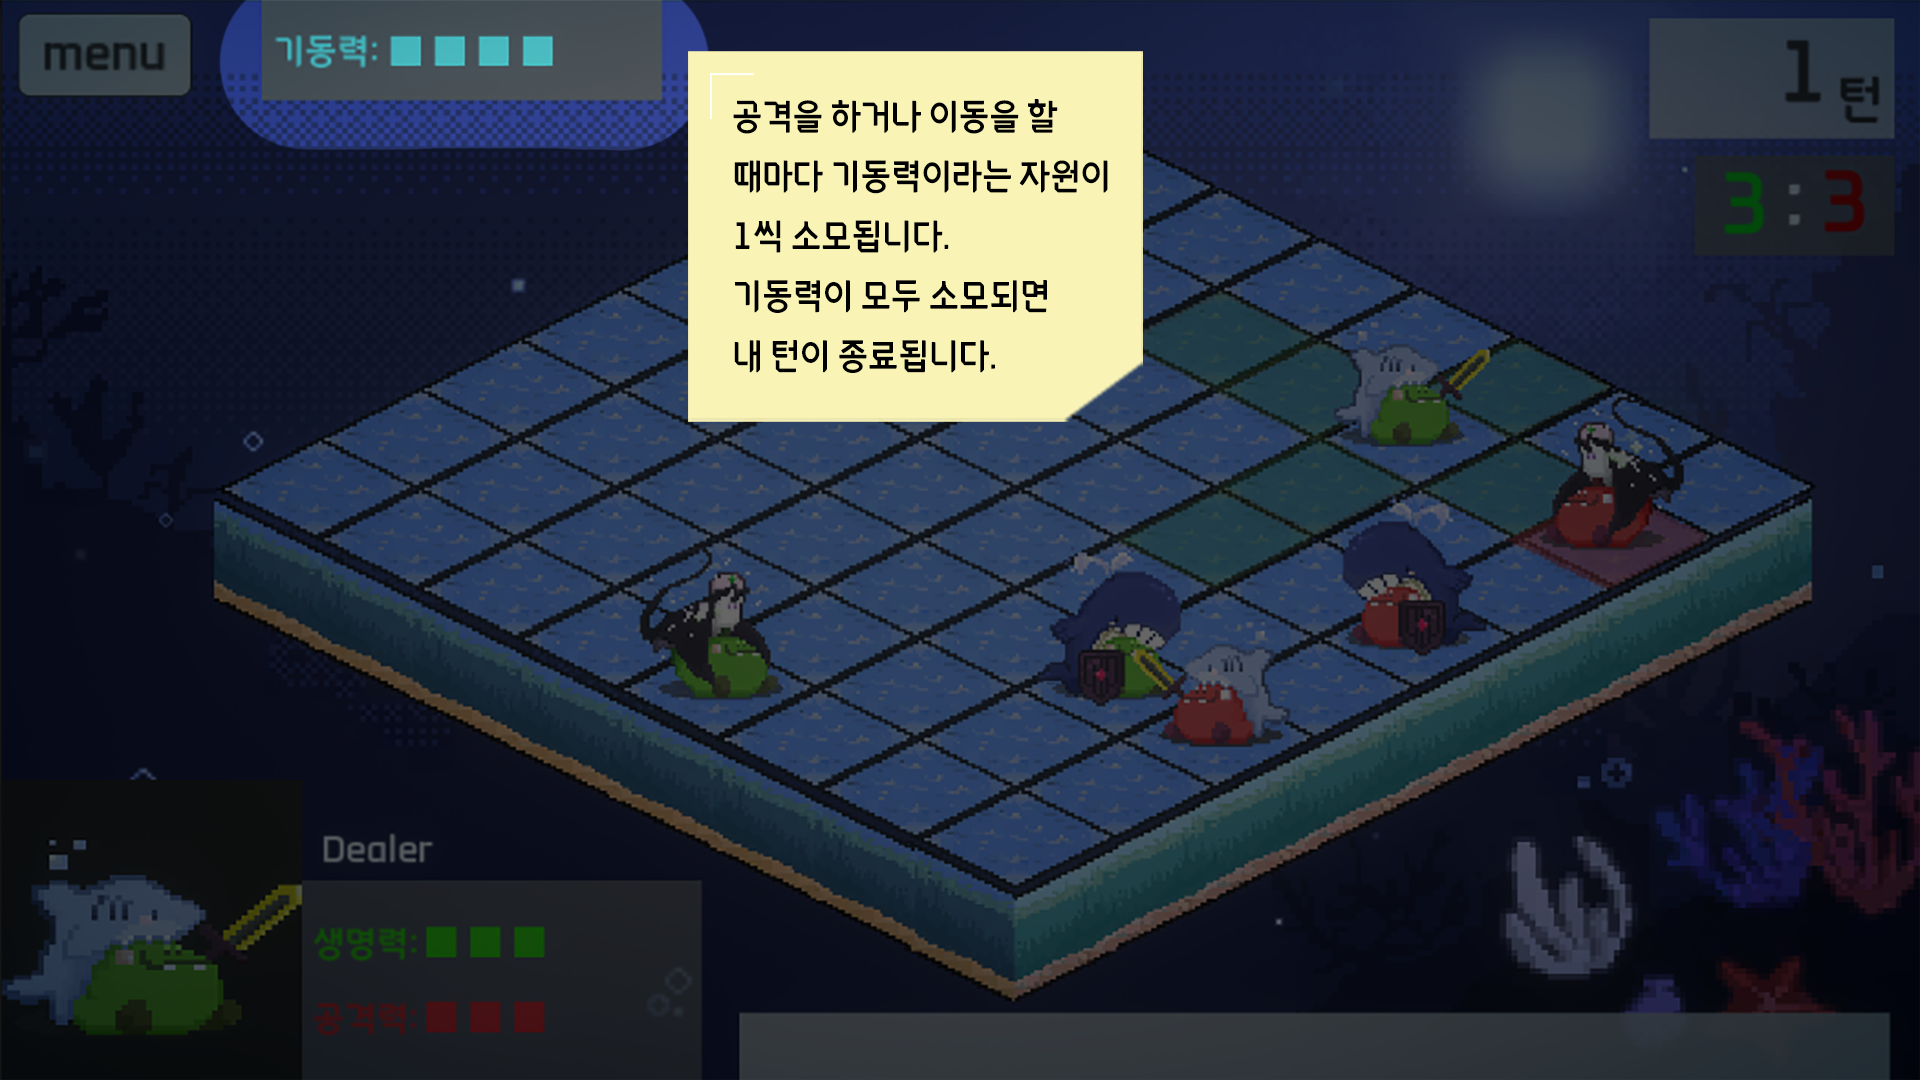 menu
기동력:
공격을 하거나 이동을 할
때마다 기동력이라는 자원이
1씩 소모됩니다.
기동력이 모두 소모되면
내 턴이 종료됩니다.
1 턴
3 : 3
Dealer
생명력:
공격력: